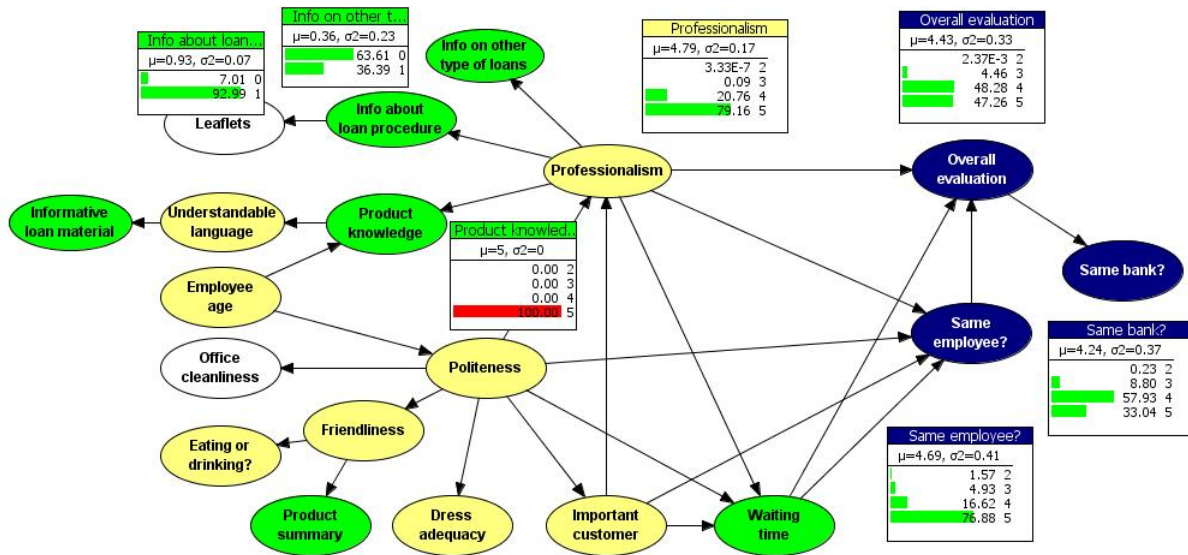 Info about loan...
μ=0.93, σ2=0.07
7.01 0
92.99 1
Info on other t...
μ=0.36, σ2=0.23
63.61 0
36.39 1
Info on other
type of loans
Professionalism
μ=4.79, σ2=0.17
3.33E-7 2
0.09 3
20.76 4
79.16 5
Overall evaluation
μ=4.43, σ2=0.33
2.37E-3 2
4.46 3
48.28 4
47.26 5
Leaflets
Info about
loan procedure
Professionalism
Overall
evaluation
Informative
loan material
Understandable
language
Product
knowledge
Product knowled..
μ=5, σ2=0
0.00 2
0.00 3
0.00 4
100.00 5
Same bank?
Employee
age
Same
employee?
Office
cleanliness
Politeness
Same bank?
μ=4.24, σ2=0.37
0.23 2
8.80 3
57.93 4
33.04 5
Friendliness
Eating or
drinking?
Same employee?
μ=4.69, σ2=0.41
1.57 2
4.93 3
16.62 4
76.88 5
Product
summary
Dress
adequacy
Important
customer
Waiting
time